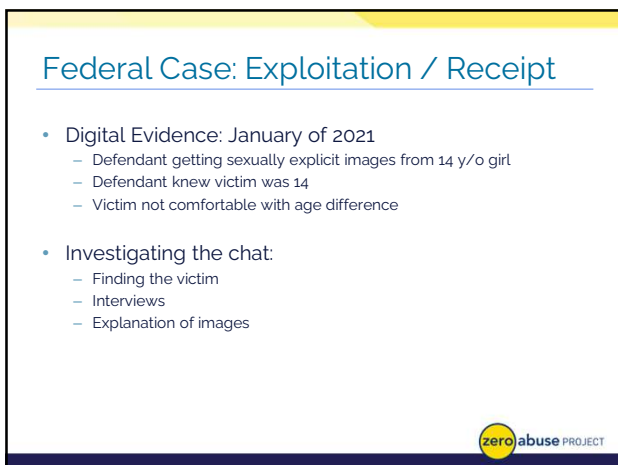 Federal Case: Exploitation / Receipt
• Digital Evidence: January of 2021
– Defendant getting sexually explicit images from 14 y/o girl
– Defendant knew victim was 14
– Victim not comfortable with age difference
• Investigating the chat:
– Finding the victim
– Interviews
– Explanation of images
zero abuse PROJECT